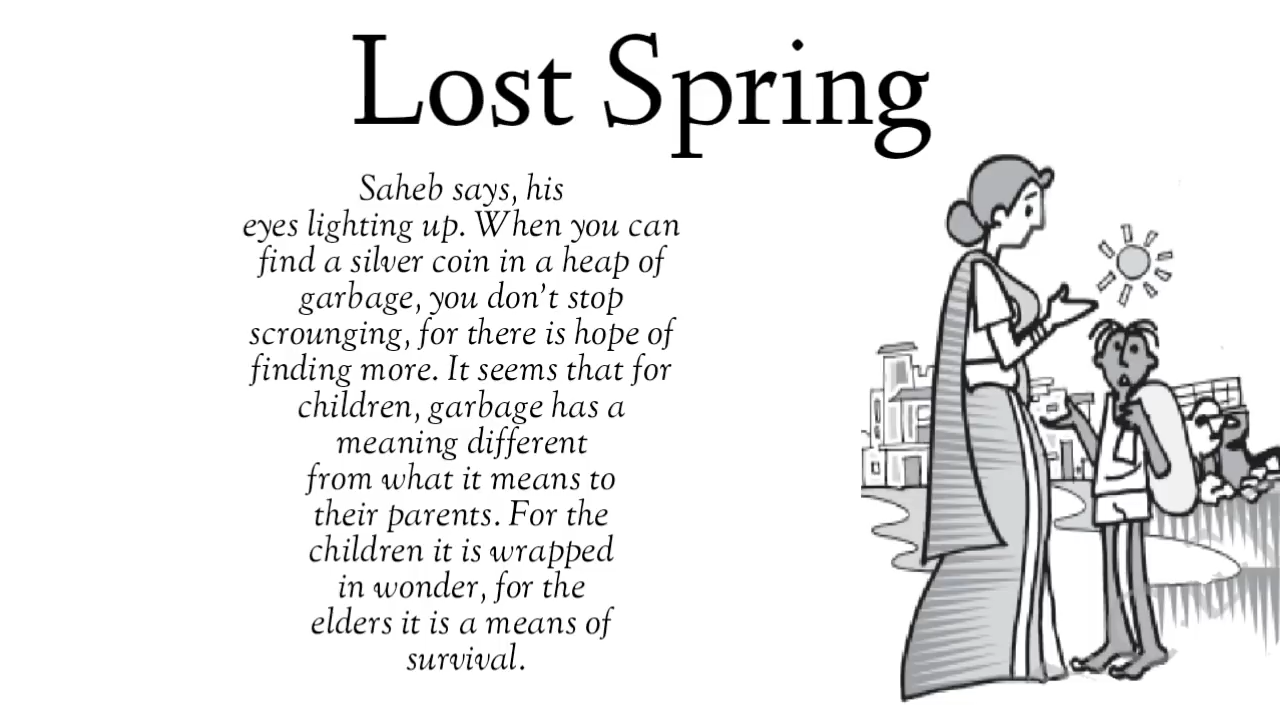 Lost Spring
Saheb says, his
eyes lighting up. When you can
find a silver coin in a heap of
garbage, you don't stop
scrounging, for there is hope of
finding more. It seems that for
children, garbage has a
meaning different
from what it means to
their parents. For the
children it is wrapped
in wonder, for the
elders it is a means of
survival.